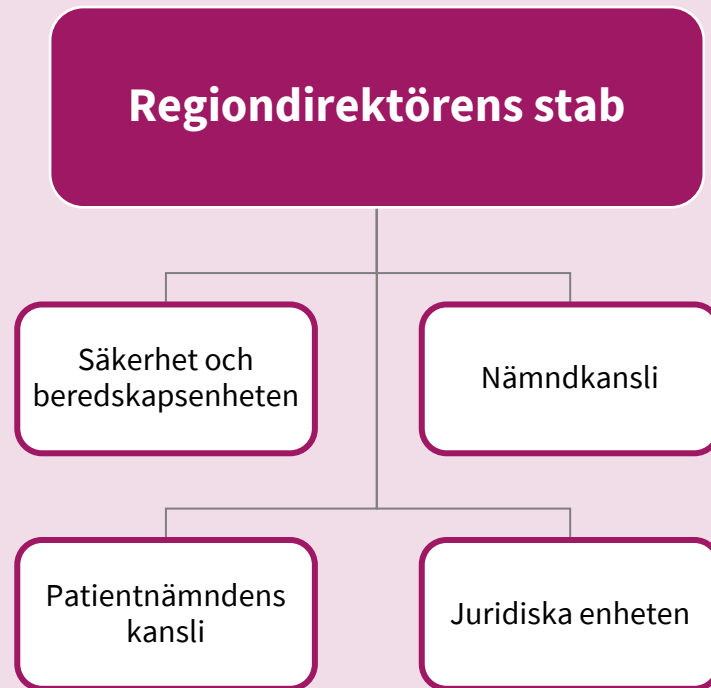 Regiondirektörens stab
Säkerhet och
beredskapsenheten
Nämndkansli
Patientnämndens
kansli
Juridiska enheten